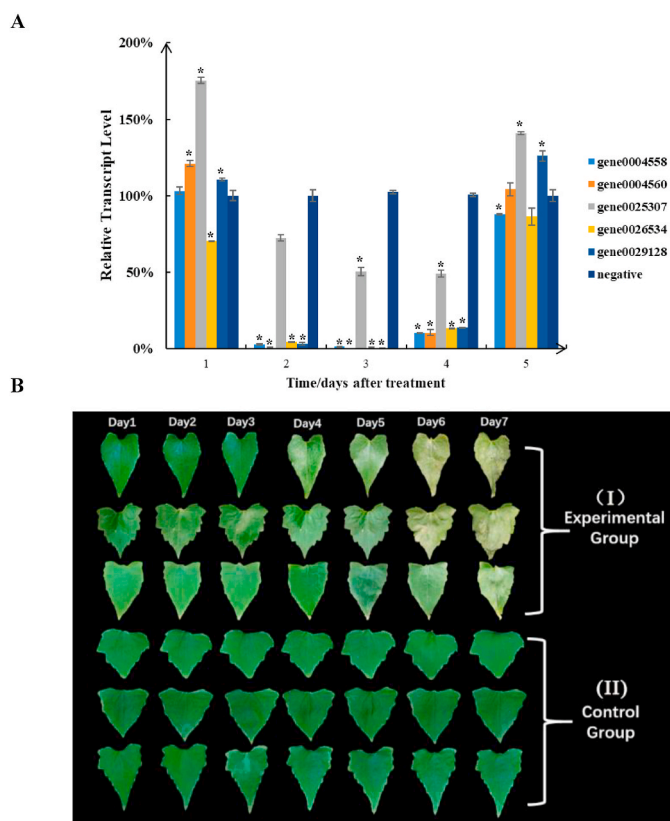 A
200%
150%
100%
50%
0%
Relative Transcript Level
* * * *
* * * *
* * * * *
* * * * *
* * *
gene0004558
gene0004560
gene0025307
gene0026534
gene0029128
negative
1 2 3 4 5
Time/days after treatment
B
Day1 Day2 Day3 Day4 Day5 Day6 Day7
(I)
Experimental
Group
(II)
Control
Group